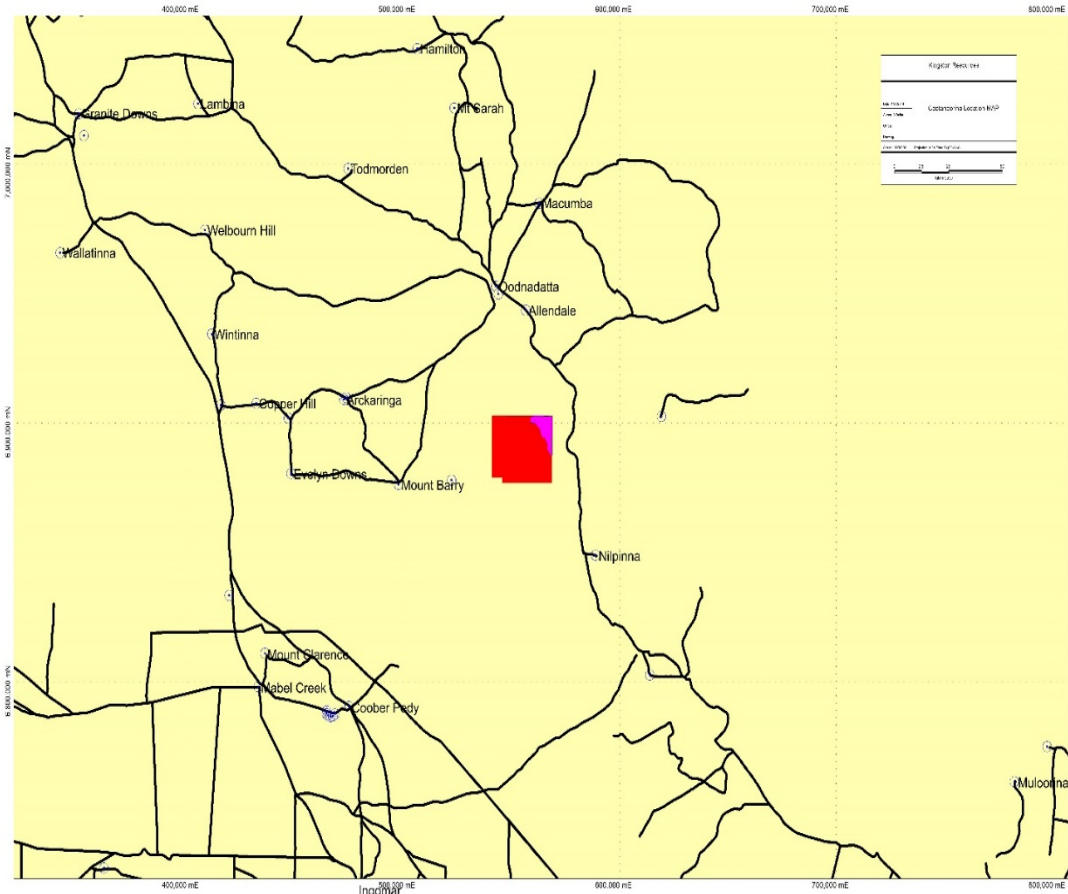 400,000 mE
500,000 mE
600,000 mE
700,000 mE
800,000 mE
Hamilton
Kingston Resources
Lambina
Mt Sarah
Granite Downs
7,000,000 mN
Todmorden
Macumba
Welbourn Hill
Wallatinna
Oodnadatta
Allendale
Wintinna
Copper Hill
Arckaringa
6,900,000 mN
Evelyn Downs
Mount Barry
Nilpinna
Mount Clarence
6,800,000 mN
Mabel Creek
Coober Pedy
Muloorina
400,000 mE
500,000 mE
600,000 mE
700,000 mE
800,000 mE
Ingomar